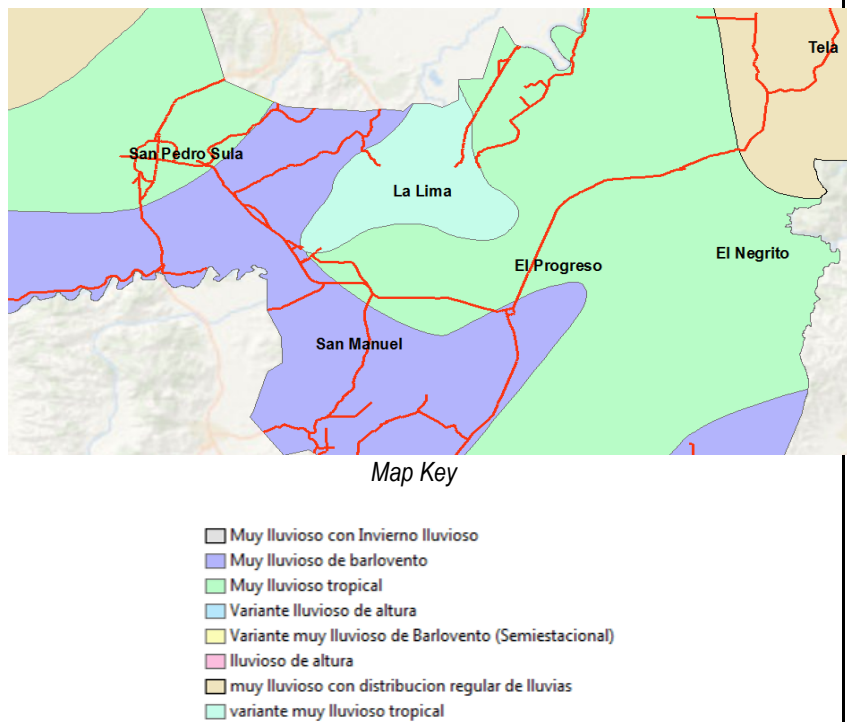 Tela
San Pedro Sula
La Lima
El Negrito
El Progreso
San Manuel
Map Key
Muy lluvioso con Invierno lluvioso
Muy lluvioso de barlovento
Muy lluvioso tropical
Variante lluvioso de altura
Variante muy lluvioso de Barlovento (Semiestacional)
lluvioso de altura
muy lluvioso con distribucion regular de lluvias
variante muy lluvioso tropical